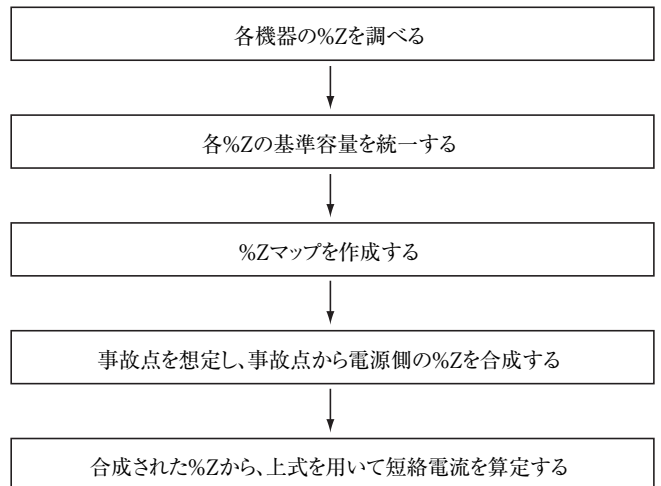 各機器の%Zを調べる
各%Zの基準容量を統一する
%Zマップを作成する
事故点を想定し、事故点から電源側の%Zを合成する
合成された%Zから、上式を用いて短絡電流を算定する